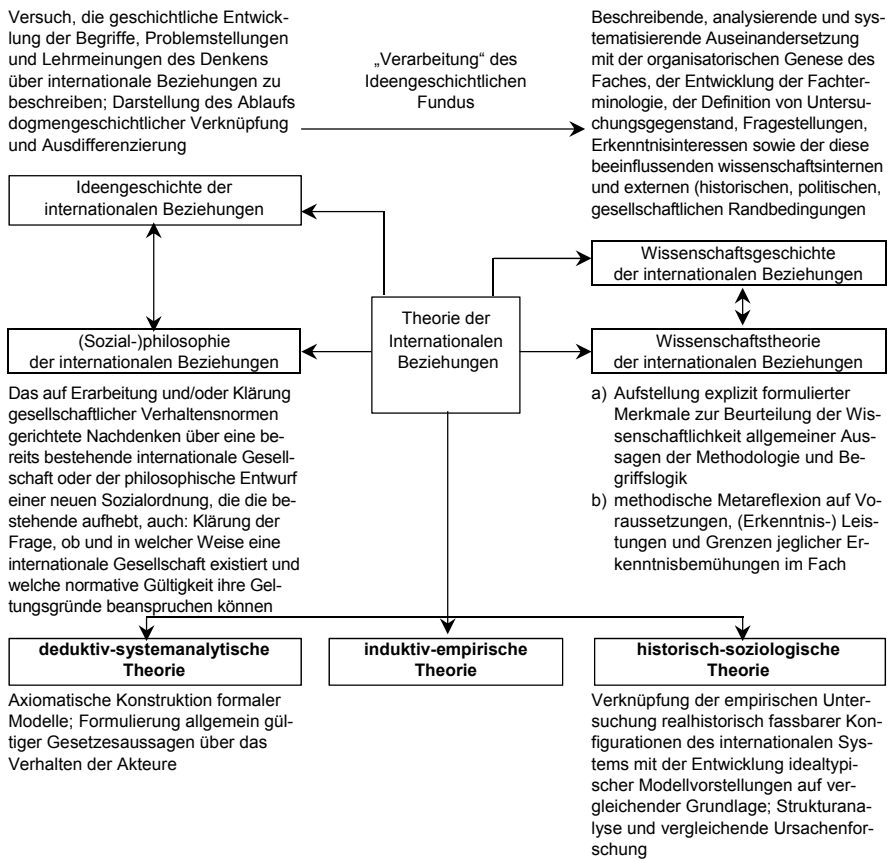 Versuch, die geschichtliche Entwick-
lung der Begriffe, Problemstellungen
und Lehrmeinungen des Denkens
über internationale Beziehungen zu
beschreiben; Darstellung des Ablaufs
dogmengeschichtlicher Verknüpfung
und Ausdifferenzierung
„Verarbeitung“ des
Ideengeschichtlichen
Fundus
Beschreibende, analysierende und sys-
tematisierende Auseinandersetzung
mit der organisatorischen Genese des
Faches, der Entwicklung der Fachter-
minologie, der Definition von Untersu-
chungsgegenstand, Fragestellungen,
Erkenntnisinteressen sowie der diese
beeinflussenden wissenschaftsinternen
und externen (historischen, politischen,
gesellschaftlichen Randbedingungen
Ideengeschichte der
internationalen Beziehungen
Wissenschaftsgeschichte
der internationalen Beziehungen
Theorie der
Internationalen
Beziehungen
(Sozial-)philosophie
der internationalen Beziehungen
Wissenschaftstheorie
der internationalen Beziehungen
Das auf Erarbeitung und/oder Klärung
gesellschaftlicher Verhaltensnormen
gerichtete Nachdenken über eine be-
reits bestehende internationale Gesell-
schaft oder der philosophische Entwurf
einer neuen Sozialordnung, die die be-
stehende aufhebt, auch: Klärung der
Frage, ob und in welcher Weise eine
internationale Gesellschaft existiert und
welche normative Gültigkeit ihre Gel-
tungsgründe beanspruchen können
a) Aufstellung explizit formulierter
Merkmale zur Beurteilung der Wis-
senschaftlichkeit allgemeiner Aus-
sagen der Methodologie und Be-
griffslogik
b) methodische Metareflexion auf Vo-
raussetzungen, (Erkenntnis-) Leis-
tungen und Grenzen jeglicher Er-
kenntnisbemühungen im Fach
deduktiv-systemanalytische
Theorie
induktiv-empirische
Theorie
historisch-soziologische
Theorie
Axiomatische Konstruktion formaler
Modelle; Formulierung allgemein gül-
tiger Gesetzesaussagen über das
Verhalten der Akteure
Verknüpfung der empirischen Unter-
suchung realhistorisch fassbarer Kon-
figurationen des internationalen Sys-
tems mit der Entwicklung idealtypi-
scher Modellvorstellungen auf ver-
gleichender Grundlage; Strukturana-
lyse und vergleichende Ursachenfor-
schung